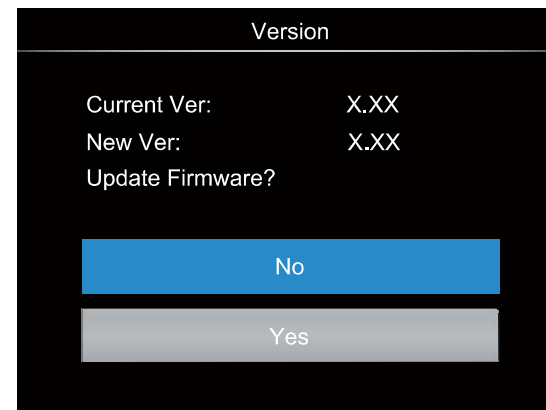 Version
Current Ver: X.XX
New Ver: X.XX
Update Firmware?
No
Yes